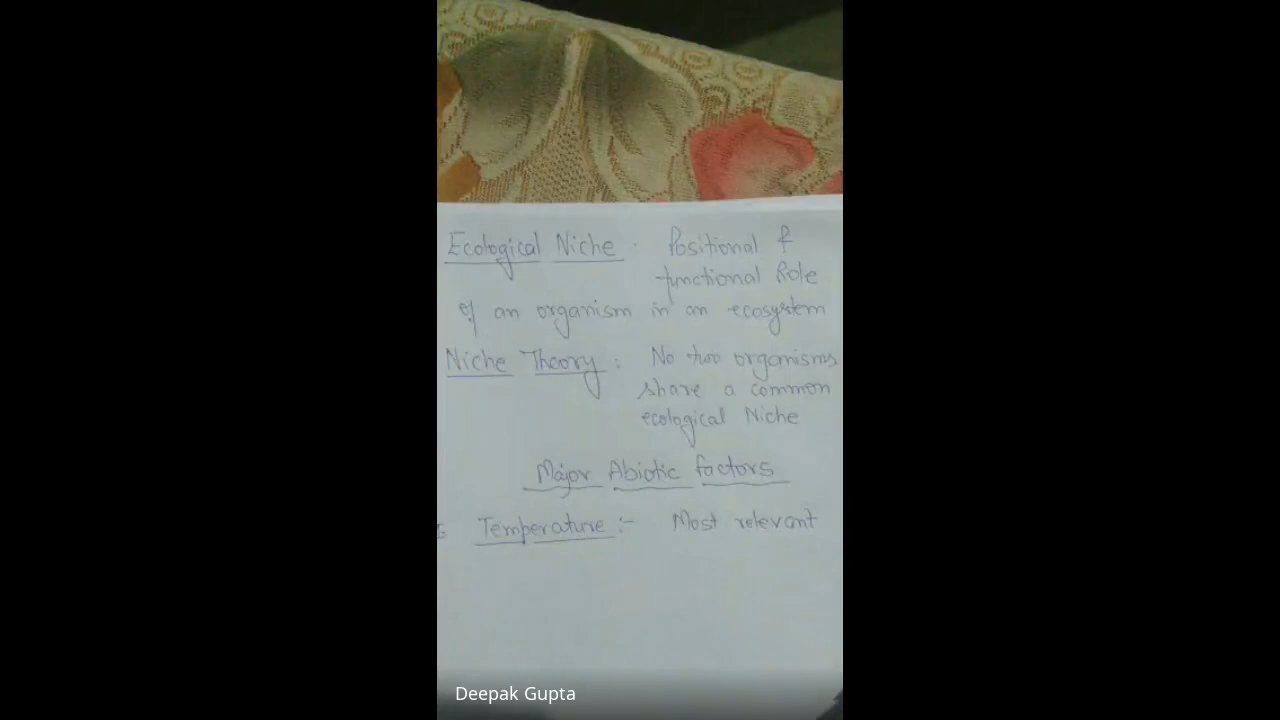 Ecological Niche : Positional &
functional Role
of an organism in an ecosystem
Niche Theory : No two organisms
share a common
ecological Niche
Major Abiotic factors
Temperature :- Most relevant
Deepak Gupta